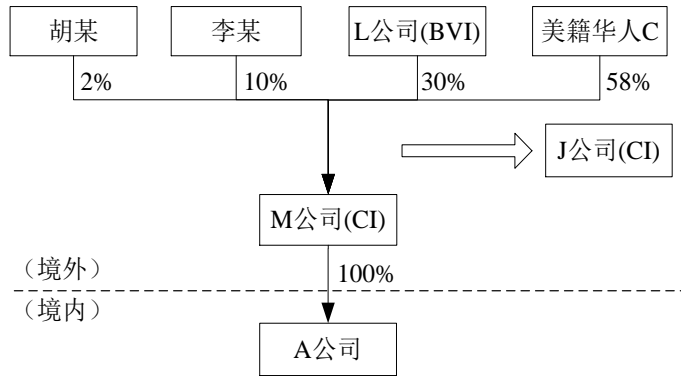 胡某
李某
L公司(BVI)
美籍华人C
2%
10%
30%
58%
J公司(CI)
M公司(CI)
(境外)
100%
(境内)
A公司